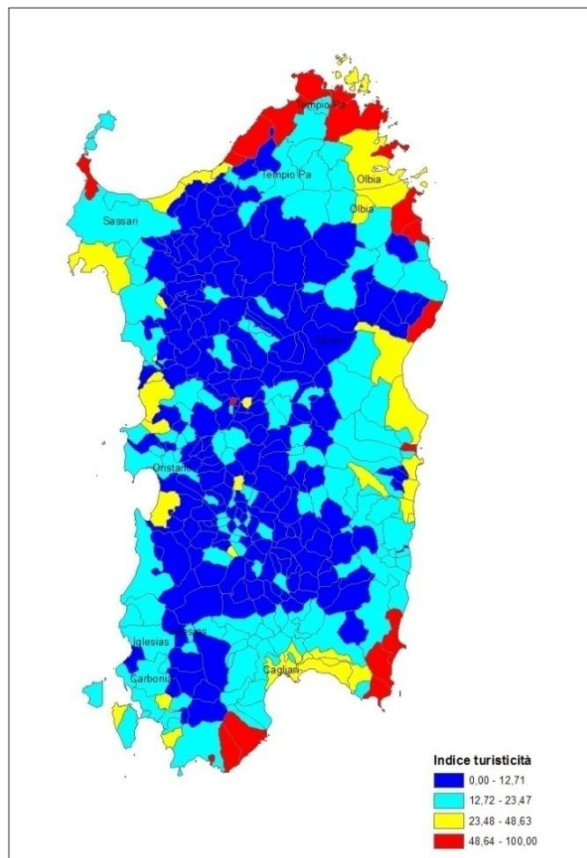 Tempio Pa
Tempio Pa
Olbia
Olbia
Sassari
Oristano
Iglesias
Carbonia
Cagliari
Indice turisticità
0,00 - 12,71
12,72 - 23,47
23,48 - 48,63
48,64 - 100,00